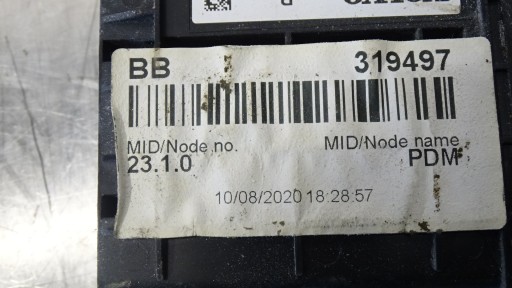 BB 319497
MID/Node no. MID/Node name
23.1.0 PDM
10/08/2020 18:28:57